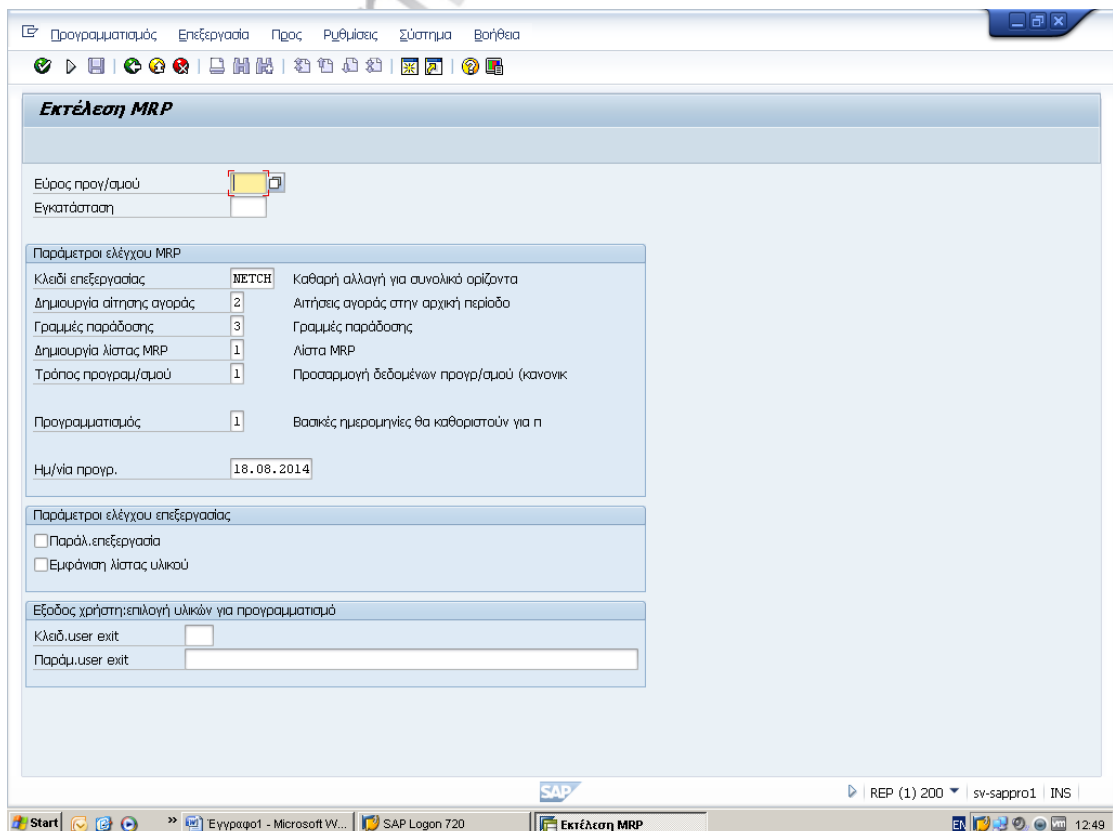 Προγραμματισμός Επεξεργασία Προς Ρυθμίσεις Σύστημα Βοήθεια
Εκτέλεση MRP
Εύρος προγ/σμού
Εγκατάσταση
Παράμετροι ελέγχου MRP
Κλειδί επεξεργασίας NETCH Καθαρή αλλαγή για συνολικό ορίζοντα
Δημιουργία αίτησης αγοράς 2 Αιτήσεις αγοράς στην αρχική περίοδο
Γραμμές παράδοσης 3 Γραμμές παράδοσης
Δημιουργία λίστας MRP 1 Λίστα MRP
Τρόπος προγραμ/σμού 1 Προσαρμογή δεδομένων προγρ/σμού (κανονικ
Προγραμματισμός 1 Βασικές ημερομηνίες θα καθοριστούν για π
Ημ/νία προγρ. 18.08.2014
Παράμετροι ελέγχου επεξεργασίας
Παράλ.επεξεργασία
Εμφάνιση λίστας υλικού
Εξοδος χρήστη:επιλογή υλικών για προγραμματισμό
Κλειδ.user exit
Παράμ.user exit
SAP
REP (1) 200 sv-sappro1 INS
Start » Έγγραφο1 - Microsoft W... SAP Logon 720 Εκτέλεση MRP EN vm 12:49